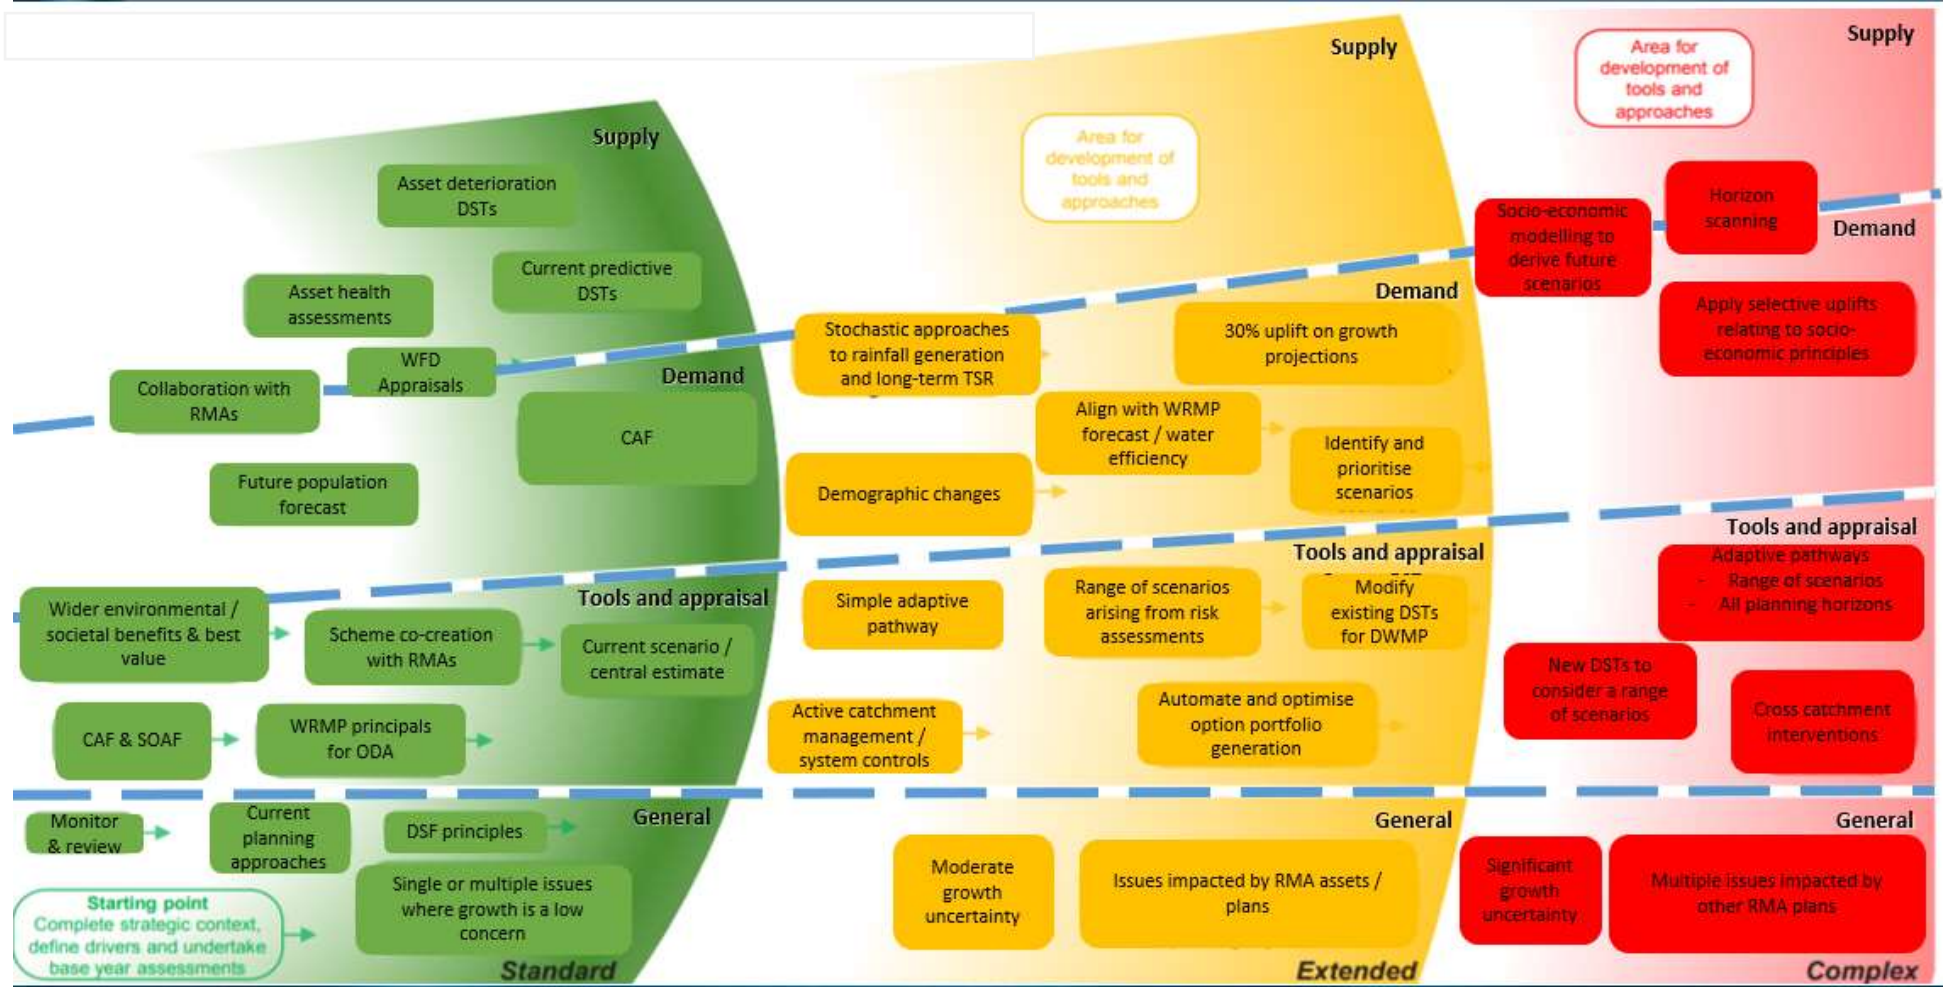 Supply
Asset deterioration
DSTs
Current predictive
DSTs
Asset health
assessments
WFD
Appraisals
Collaboration with
RMAs
Demand
CAF
Future population
forecast
Tools and appraisal
Wider environmental /
societal benefits & best
value
Scheme co-creation
with RMAs
Current scenario /
central estimate
CAF & SOAF
WRMP principals
for ODA
General
Monitor
& review
Current
planning
approaches
DSF principles
Single or multiple issues
where growth is a low
concern
Starting point
Complete strategic context,
define drivers and undertake
base year assessments
Standard
Supply
Area for
development of
tools and
approaches
Demand
Stochastic approaches
to rainfall generation
and long-term TSR
30% uplift on growth
projections
Align with WRMP
forecast / water
efficiency
Identify and
prioritise
scenarios
Demographic changes
Tools and appraisal
Simple adaptive
pathway
Range of scenarios
arising from risk
assessments
Modify
existing DSTs
for DWMP
Active catchment
management /
system controls
Automate and optimise
option portfolio
generation
General
Moderate
growth
uncertainty
Issues impacted by RMA assets /
plans
Extended
Supply
Area for
development of
tools and
approaches
Horizon
scanning
Socio-economic
modelling to
derive future
scenarios
Demand
Apply selective uplifts
relating to socio-
economic principles
Tools and appraisal
Adaptive pathways
- Range of scenarios
- All planning horizons
New DSTs to
consider a range
of scenarios
Cross catchment
interventions
General
Significant
growth
uncertainty
Multiple issues impacted by
other RMA plans
Complex